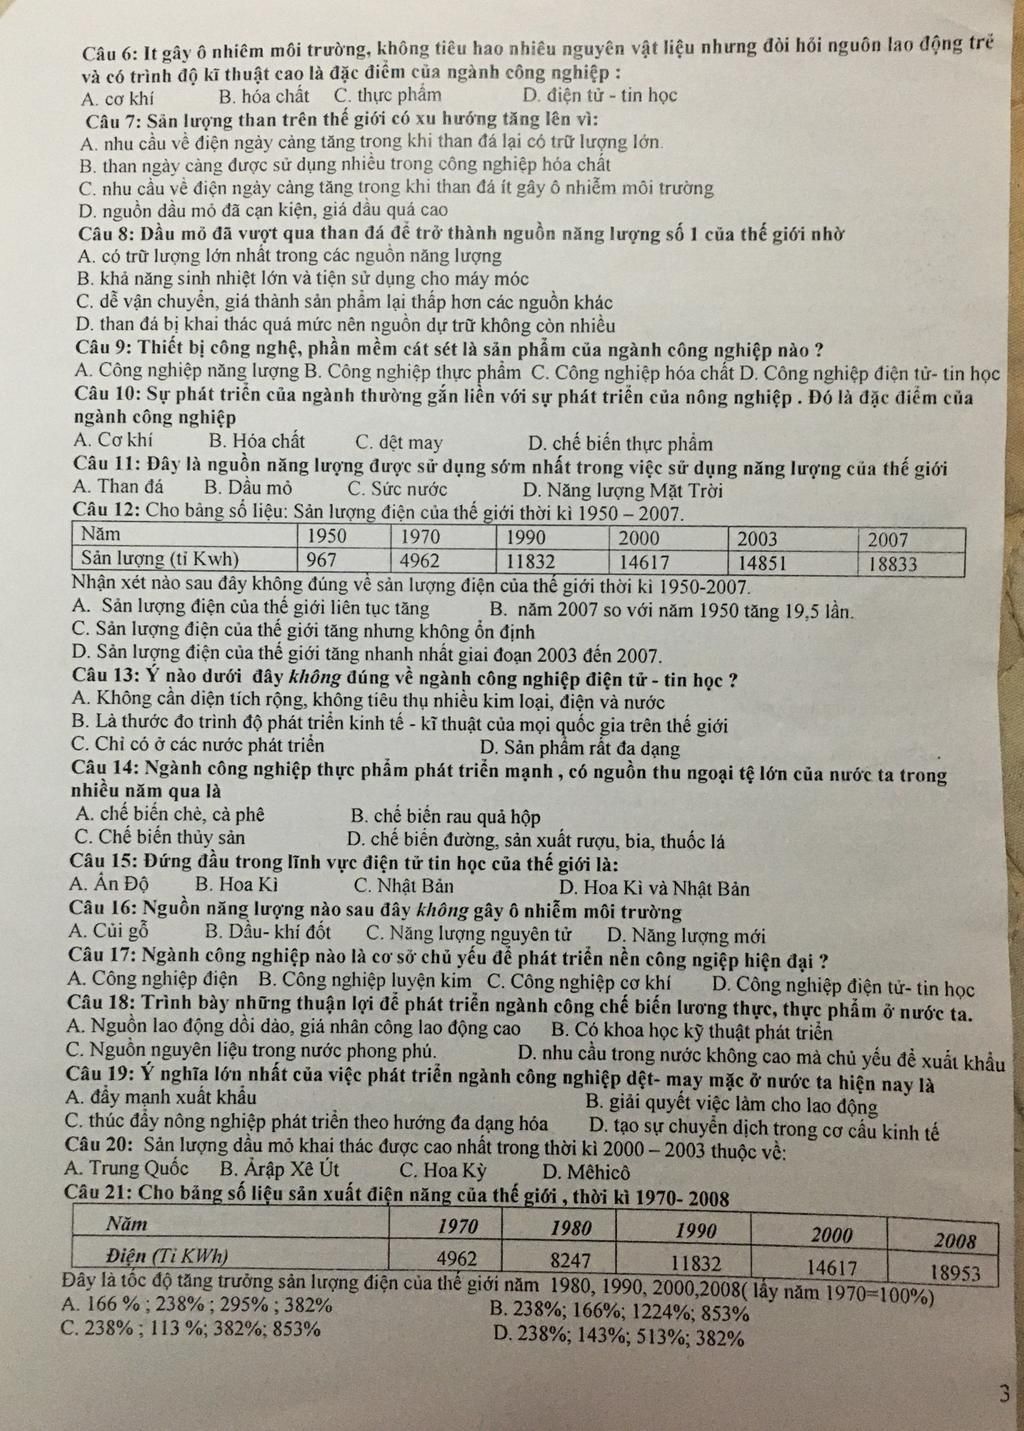 Câu 6: It gây ô nhiêm môi trường, không tiêu hao nhiêu nguyên vật liệu nhưng đòi hỏi nguôn lao động trẻ
và có trình độ kĩ thuật cao là đặc điểm của ngành công nghiệp :
A. cơ khí B. hóa chất C. thực phẩm D. điện tử - tin học
Câu 7: Sản lượng than trên thế giới có xu hướng tăng lên vì:
A. nhu cầu về điện ngày càng tăng trong khi than đá lại có trữ lượng lớn.
B. than ngày càng được sử dụng nhiều trong công nghiệp hóa chất
C. nhu cầu về điện ngày càng tăng trong khi than đá ít gây ô nhiễm môi trường
D. nguồn dầu mỏ đã cạn kiện, giá dầu quá cao
Câu 8: Dầu mỏ đã vượt qua than đá để trở thành nguồn năng lượng số 1 của thế giới nhờ
A. có trữ lượng lớn nhất trong các nguồn năng lượng
B. khả năng sinh nhiệt lớn và tiện sử dụng cho máy móc
C. dễ vận chuyển, giá thành sản phẩm lại thấp hơn các nguồn khác
D. than đá bị khai thác quá mức nên nguồn dự trữ không còn nhiều
Câu 9: Thiết bị công nghệ, phần mềm cát sét là sản phẩm của ngành công nghiệp nào ?
A. Công nghiệp năng lượng B. Công nghiệp thực phẩm C. Công nghiệp hóa chất D. Công nghiệp điện tử- tin học
Câu 10: Sự phát triển của ngành thường gắn liền với sự phát triển của nông nghiệp . Đó là đặc điểm của
ngành công nghiệp
A. Cơ khí B. Hóa chất C. dệt may D. chế biến thực phẩm
Câu 11: Đây là nguồn năng lượng được sử dụng sớm nhất trong việc sử dụng năng lượng của thế giới
A. Than đá B. Dầu mỏ C. Sức nước D. Năng lượng Mặt Trời
Câu 12: Cho bảng số liệu: Sản lượng điện của thế giới thời kì 1950 – 2007.
Năm 1950 1970 1990 2000 2003 2007
Sản lượng (tỉ Kwh) 967 4962 11832 14617 14851 18833
Nhận xét nào sau đây không đúng về sản lượng điện của thế giới thời kì 1950-2007.
A. Sản lượng điện của thế giới liên tục tăng B. năm 2007 so với năm 1950 tăng 19,5 lần.
C. Sản lượng điện của thế giới tăng nhưng không ổn định
D. Sản lượng điện của thế giới tăng nhanh nhất giai đoạn 2003 đến 2007.
Câu 13: Ý nào dưới đây không đúng về ngành công nghiệp điện tử - tin học ?
A. Không cần diện tích rộng, không tiêu thụ nhiều kim loại, điện và nước
B. Là thước đo trình độ phát triển kinh tế - kĩ thuật của mọi quốc gia trên thế giới
C. Chỉ có ở các nước phát triển D. Sản phẩm rất đa dạng
Câu 14: Ngành công nghiệp thực phẩm phát triển mạnh , có nguồn thu ngoại tệ lớn của nước ta trong
nhiều năm qua là
A. chế biến chè, cà phê B. chế biến rau quả hộp
C. Chế biến thủy sản D. chế biến đường, sản xuất rượu, bia, thuốc lá
Câu 15: Đứng đầu trong lĩnh vực điện tử tin học của thế giới là:
A. Ấn Độ B. Hoa Kì C. Nhật Bản D. Hoa Kì và Nhật Bản
Câu 16: Nguồn năng lượng nào sau đây không gây ô nhiễm môi trường
A. Củi gỗ B. Dầu- khí đốt C. Năng lượng nguyên tử D. Năng lượng mới
Câu 17: Ngành công nghiệp nào là cơ sở chủ yếu để phát triển nền công ngiệp hiện đại ?
A. Công nghiệp điện B. Công nghiệp luyện kim C. Công nghiệp cơ khí D. Công nghiệp điện tử- tin học
Câu 18: Trình bày những thuận lợi để phát triển ngành công chế biến lương thực, thực phẩm ở nước ta.
A. Nguồn lao động dồi dào, giá nhân công lao động cao B. Có khoa học kỹ thuật phát triển
C. Nguồn nguyên liệu trong nước phong phú. D. nhu cầu trong nước không cao mà chủ yếu để xuất khẩu
Câu 19: Ý nghĩa lớn nhất của việc phát triển ngành công nghiệp dệt- may mặc ở nước ta hiện nay là
A. đẩy mạnh xuất khẩu B. giải quyết việc làm cho lao động
C. thúc đẩy nông nghiệp phát triển theo hướng đa dạng hóa D. tạo sự chuyển dịch trong cơ cấu kinh tế
Câu 20: Sản lượng dầu mỏ khai thác được cao nhất trong thời kì 2000 – 2003 thuộc về:
A. Trung Quốc B. Ảrập Xê Út C. Hoa Kỳ D. Mêhicô
Câu 21: Cho bảng số liệu sản xuất điện năng của thế giới , thời kì 1970- 2008
Năm 1970 1980 1990 2000 2008
Điện (Tỉ KWh) 4962 8247 11832 14617 18953
Đây là tốc độ tăng trưởng sản lượng điện của thế giới năm 1980, 1990, 2000,2008( lấy năm 1970=100%)
A. 166 % ; 238% ; 295% ; 382% B. 238%; 166%; 1224%; 853%
C. 238% ; 113 %; 382%; 853% D. 238%; 143%; 513%; 382%
3